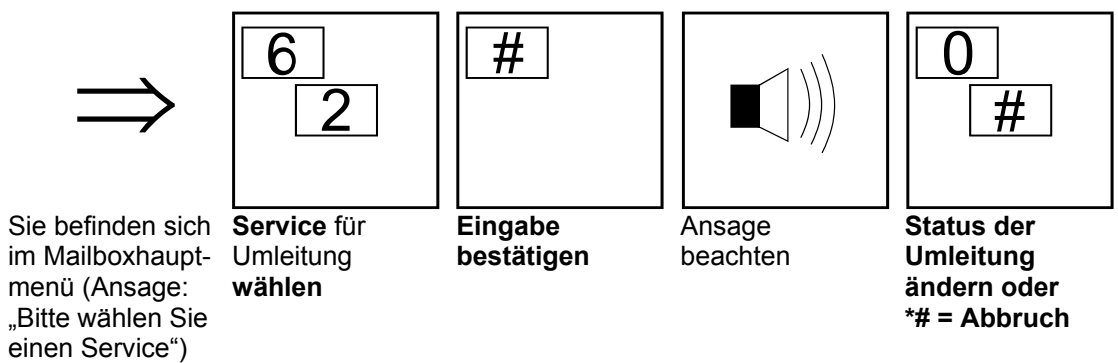 ⇒
6
2
#
0
#
Sie befinden sich
im Mailboxhaupt-
menü (Ansage:
„Bitte wählen Sie
einen Service“)
Service für
Umleitung
wählen
Eingabe
bestätigen
Ansage
beachten
Status der
Umleitung
ändern oder
*# = Abbruch